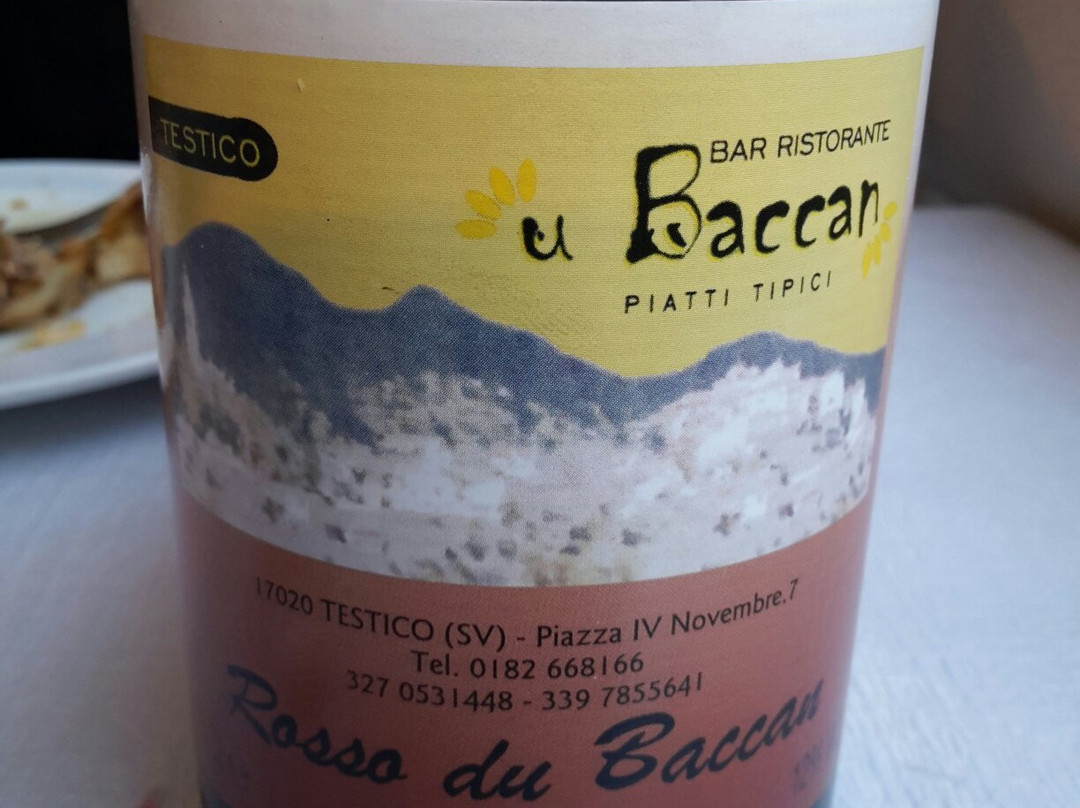 TESTICO
BAR RISTORANTE
u Baccan
PIATTI TIPICI
17020 TESTICO (SV) - Piazza IV Novembre,7
Tel. 0182 668166
327 0531448 - 339 7855641
Rosso du Baccan